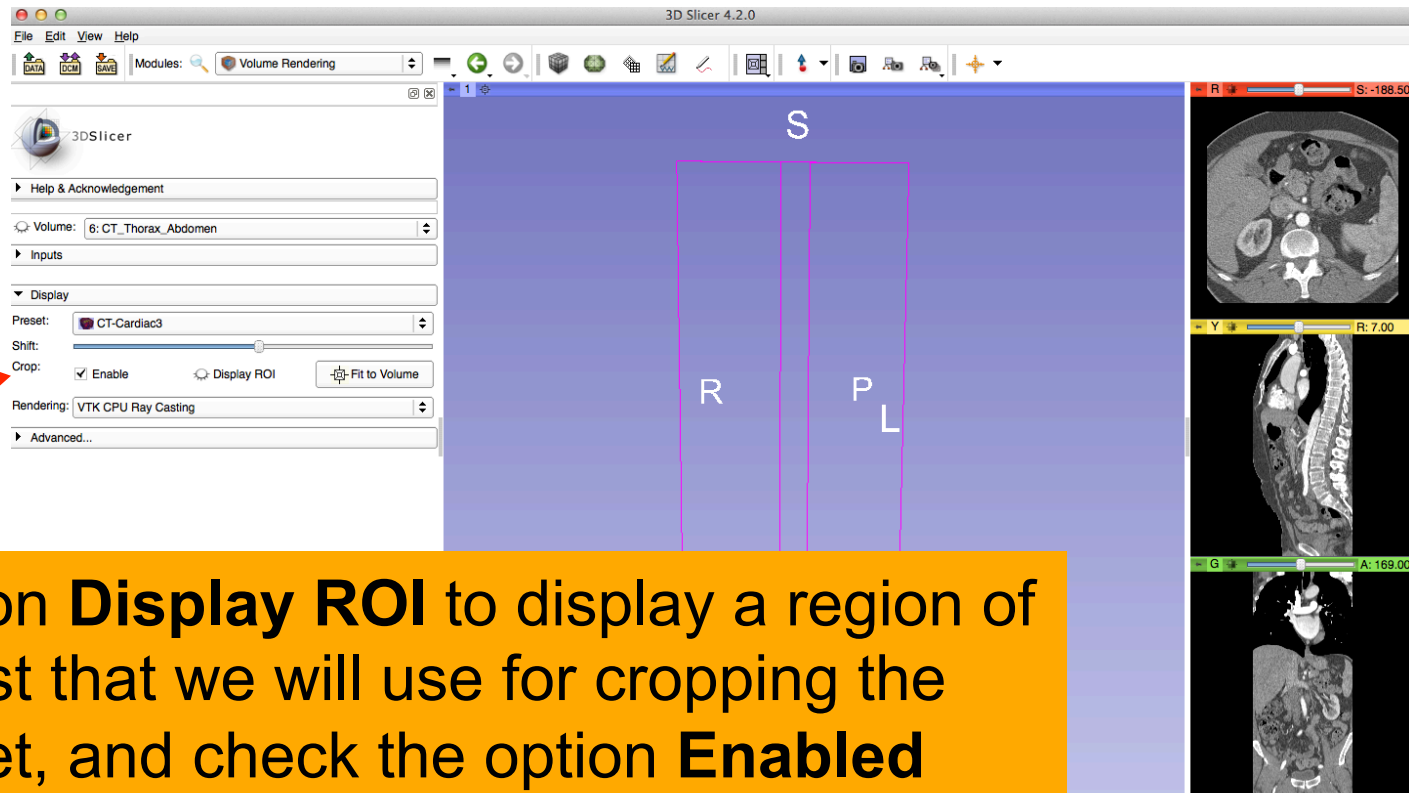 3D Slicer 4.2.0
File Edit View Help
DATA DCM SAVE Modules: Volume Rendering
1
R S: -188.50
3DSlicer
Help & Acknowledgement
Volume: 6: CT_Thorax_Abdomen
Inputs
Display
Preset: CT-Cardiac3
Shift:
Crop: Enable Display ROI Fit to Volume
Rendering: VTK CPU Ray Casting
Advanced...
S
R
P
L
Y R: 7.00
G A: 169.00
on Display ROI to display a region of
st that we will use for cropping the
et, and check the option Enabled